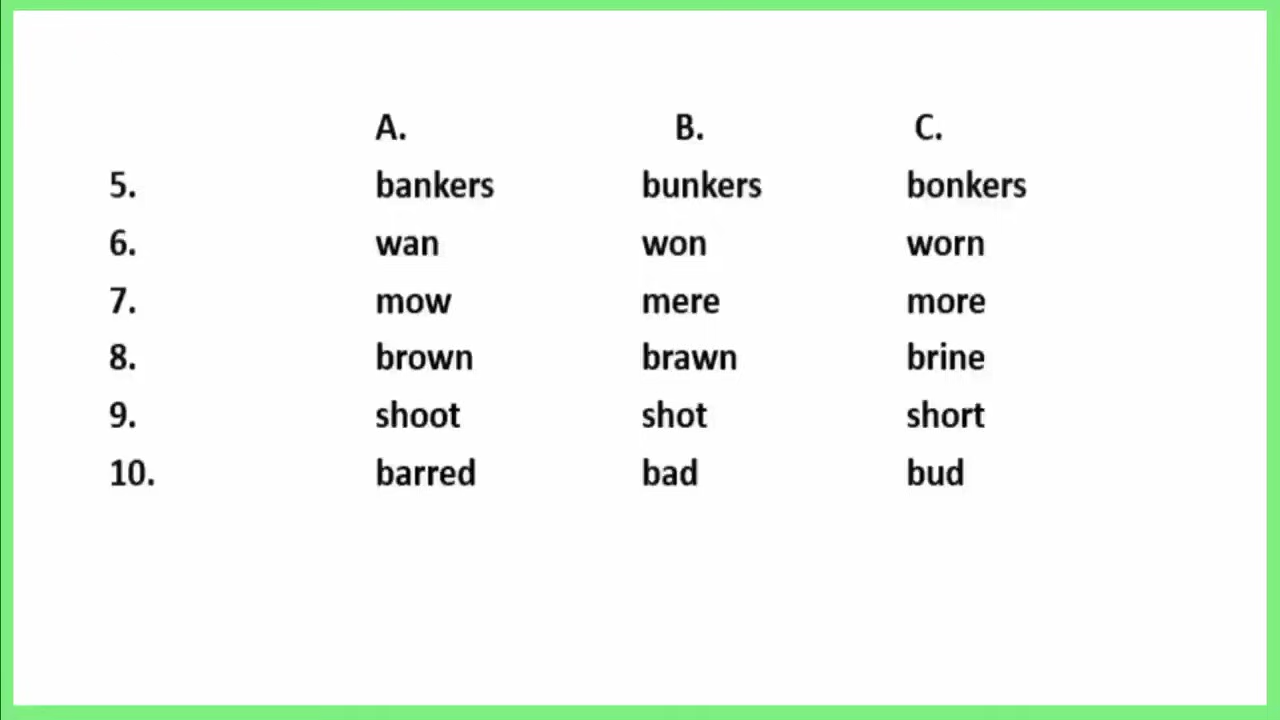 A. B. C.
5. bankers bunkers bonkers
6. wan won worn
7. mow mere more
8. brown brawn brine
9. shoot shot short
10. barred bad bud